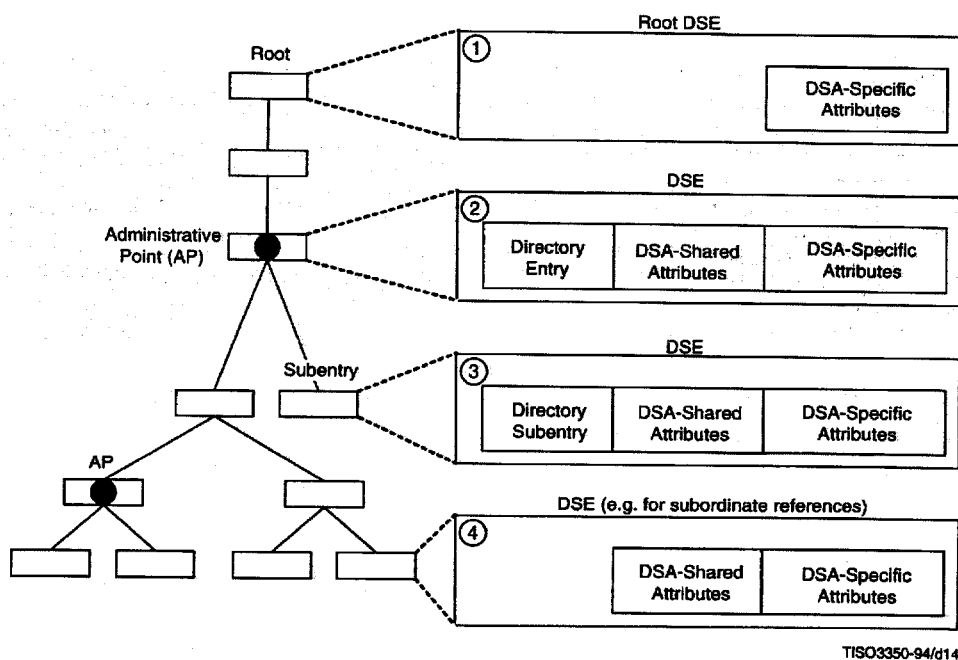 Root DSE
Root
1
DSA-Specific
Attributes
DSE
Administrative
Point (AP)
2
Directory
Entry
DSA-Shared
Attributes
DSA-Specific
Attributes
DSE
Subentry
3
Directory
Subentry
DSA-Shared
Attributes
DSA-Specific
Attributes
AP
DSE (e.g. for subordinate references)
4
DSA-Shared
Attributes
DSA-Specific
Attributes
TISO3350-94/d14